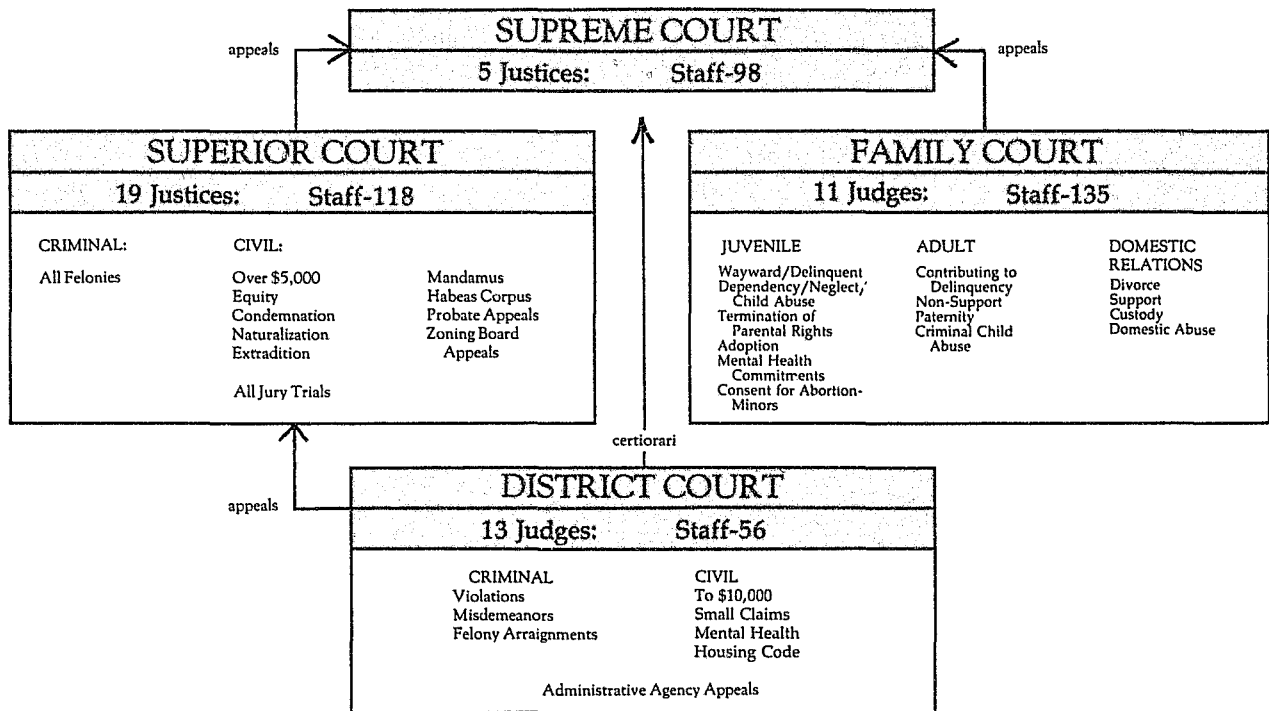 SUPREME COURT
appeals
appeals
5 Justices: Staff-98
SUPERIOR COURT
19 Justices: Staff-118
CRIMINAL:
All Felonies
CIVIL:
Over $5,000
Equity
Condemnation
Naturalization
Extradition
All Jury Trials
Mandamus
Habeas Corpus
Probate Appeals
Zoning Board
Appeals
FAMILY COURT
11 Judges: Staff-135
JUVENILE
Wayward/Delinquent
Dependency/Neglect,'
Child Abuse
Termination of
Parental Rights
Adoption
Mental Health
Commitments
Consent for Abortion-
Minors
ADULT
Contributing to
Delinquency
Non-Support
Paternity
Criminal Child
Abuse
DOMESTIC
RELATIONS
Divorce
Support
Custody
Domestic Abuse
certiorari
appeals
DISTRICT COURT
13 Judges: Staff-56
CRIMINAL
Violations
Misdemeanors
Felony Arraignments
CIVIL
To $10,000
Small Claims
Mental Health
Housing Code
Administrative Agency Appeals